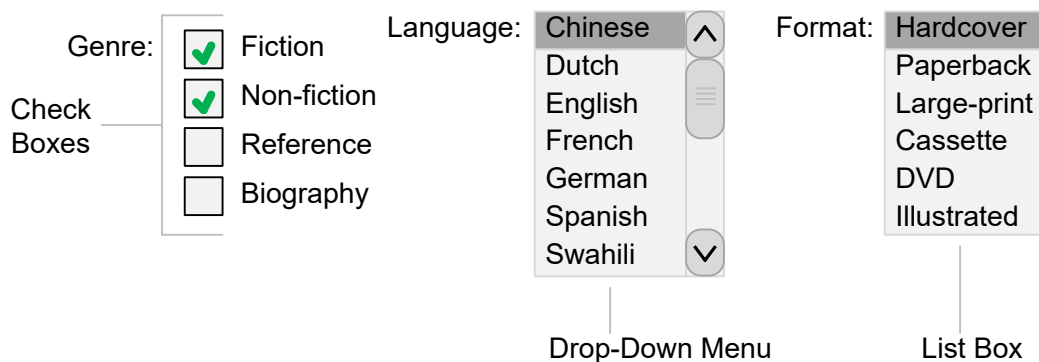 Genre:
Fiction
Non-fiction
Reference
Biography
Check
Boxes
Language:
Chinese
Dutch
English
French
German
Spanish
Swahili
Drop-Down Menu
Format:
Hardcover
Paperback
Large-print
Cassette
DVD
Illustrated
List Box